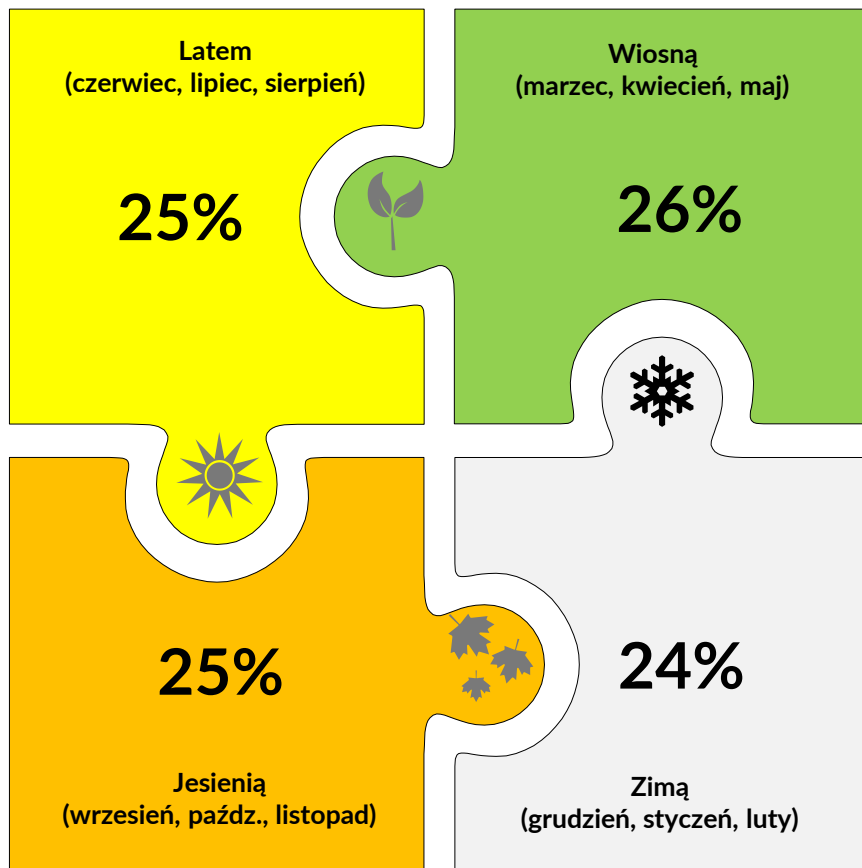 Latem
(czerwiec, lipiec, sierpień)
25%
Wiosną
(marzec, kwiecień, maj)
26%
25%
Jesienią
(wrzesień, paźdz., listopad)
24%
Zimą
(grudzień, styczeń, luty)